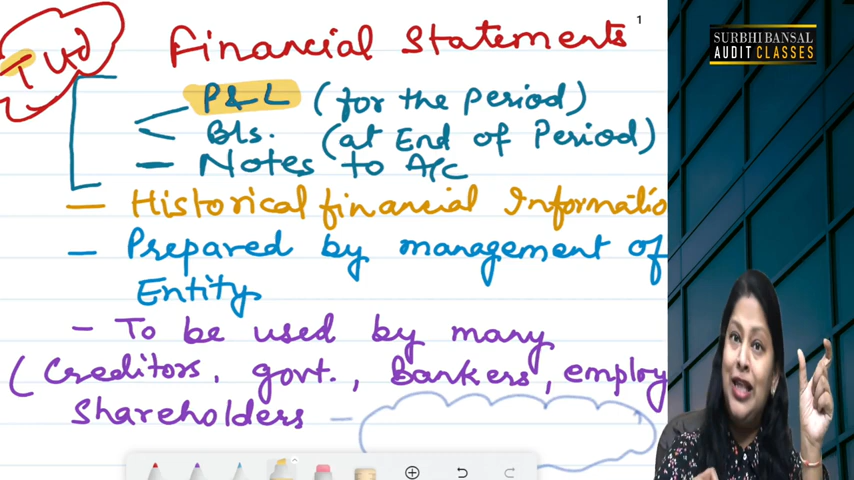 1
SURBHI BANSAL
AUDIT CLASSES
Financial Statements
P&L (for the Period)
Bls. (at End of Period)
— Notes to A/c
— Historical financial Informatio
— Prepared by management of
Entity
- To be used by many
(Creditors, govt., Bankers, employ
Shareholders —